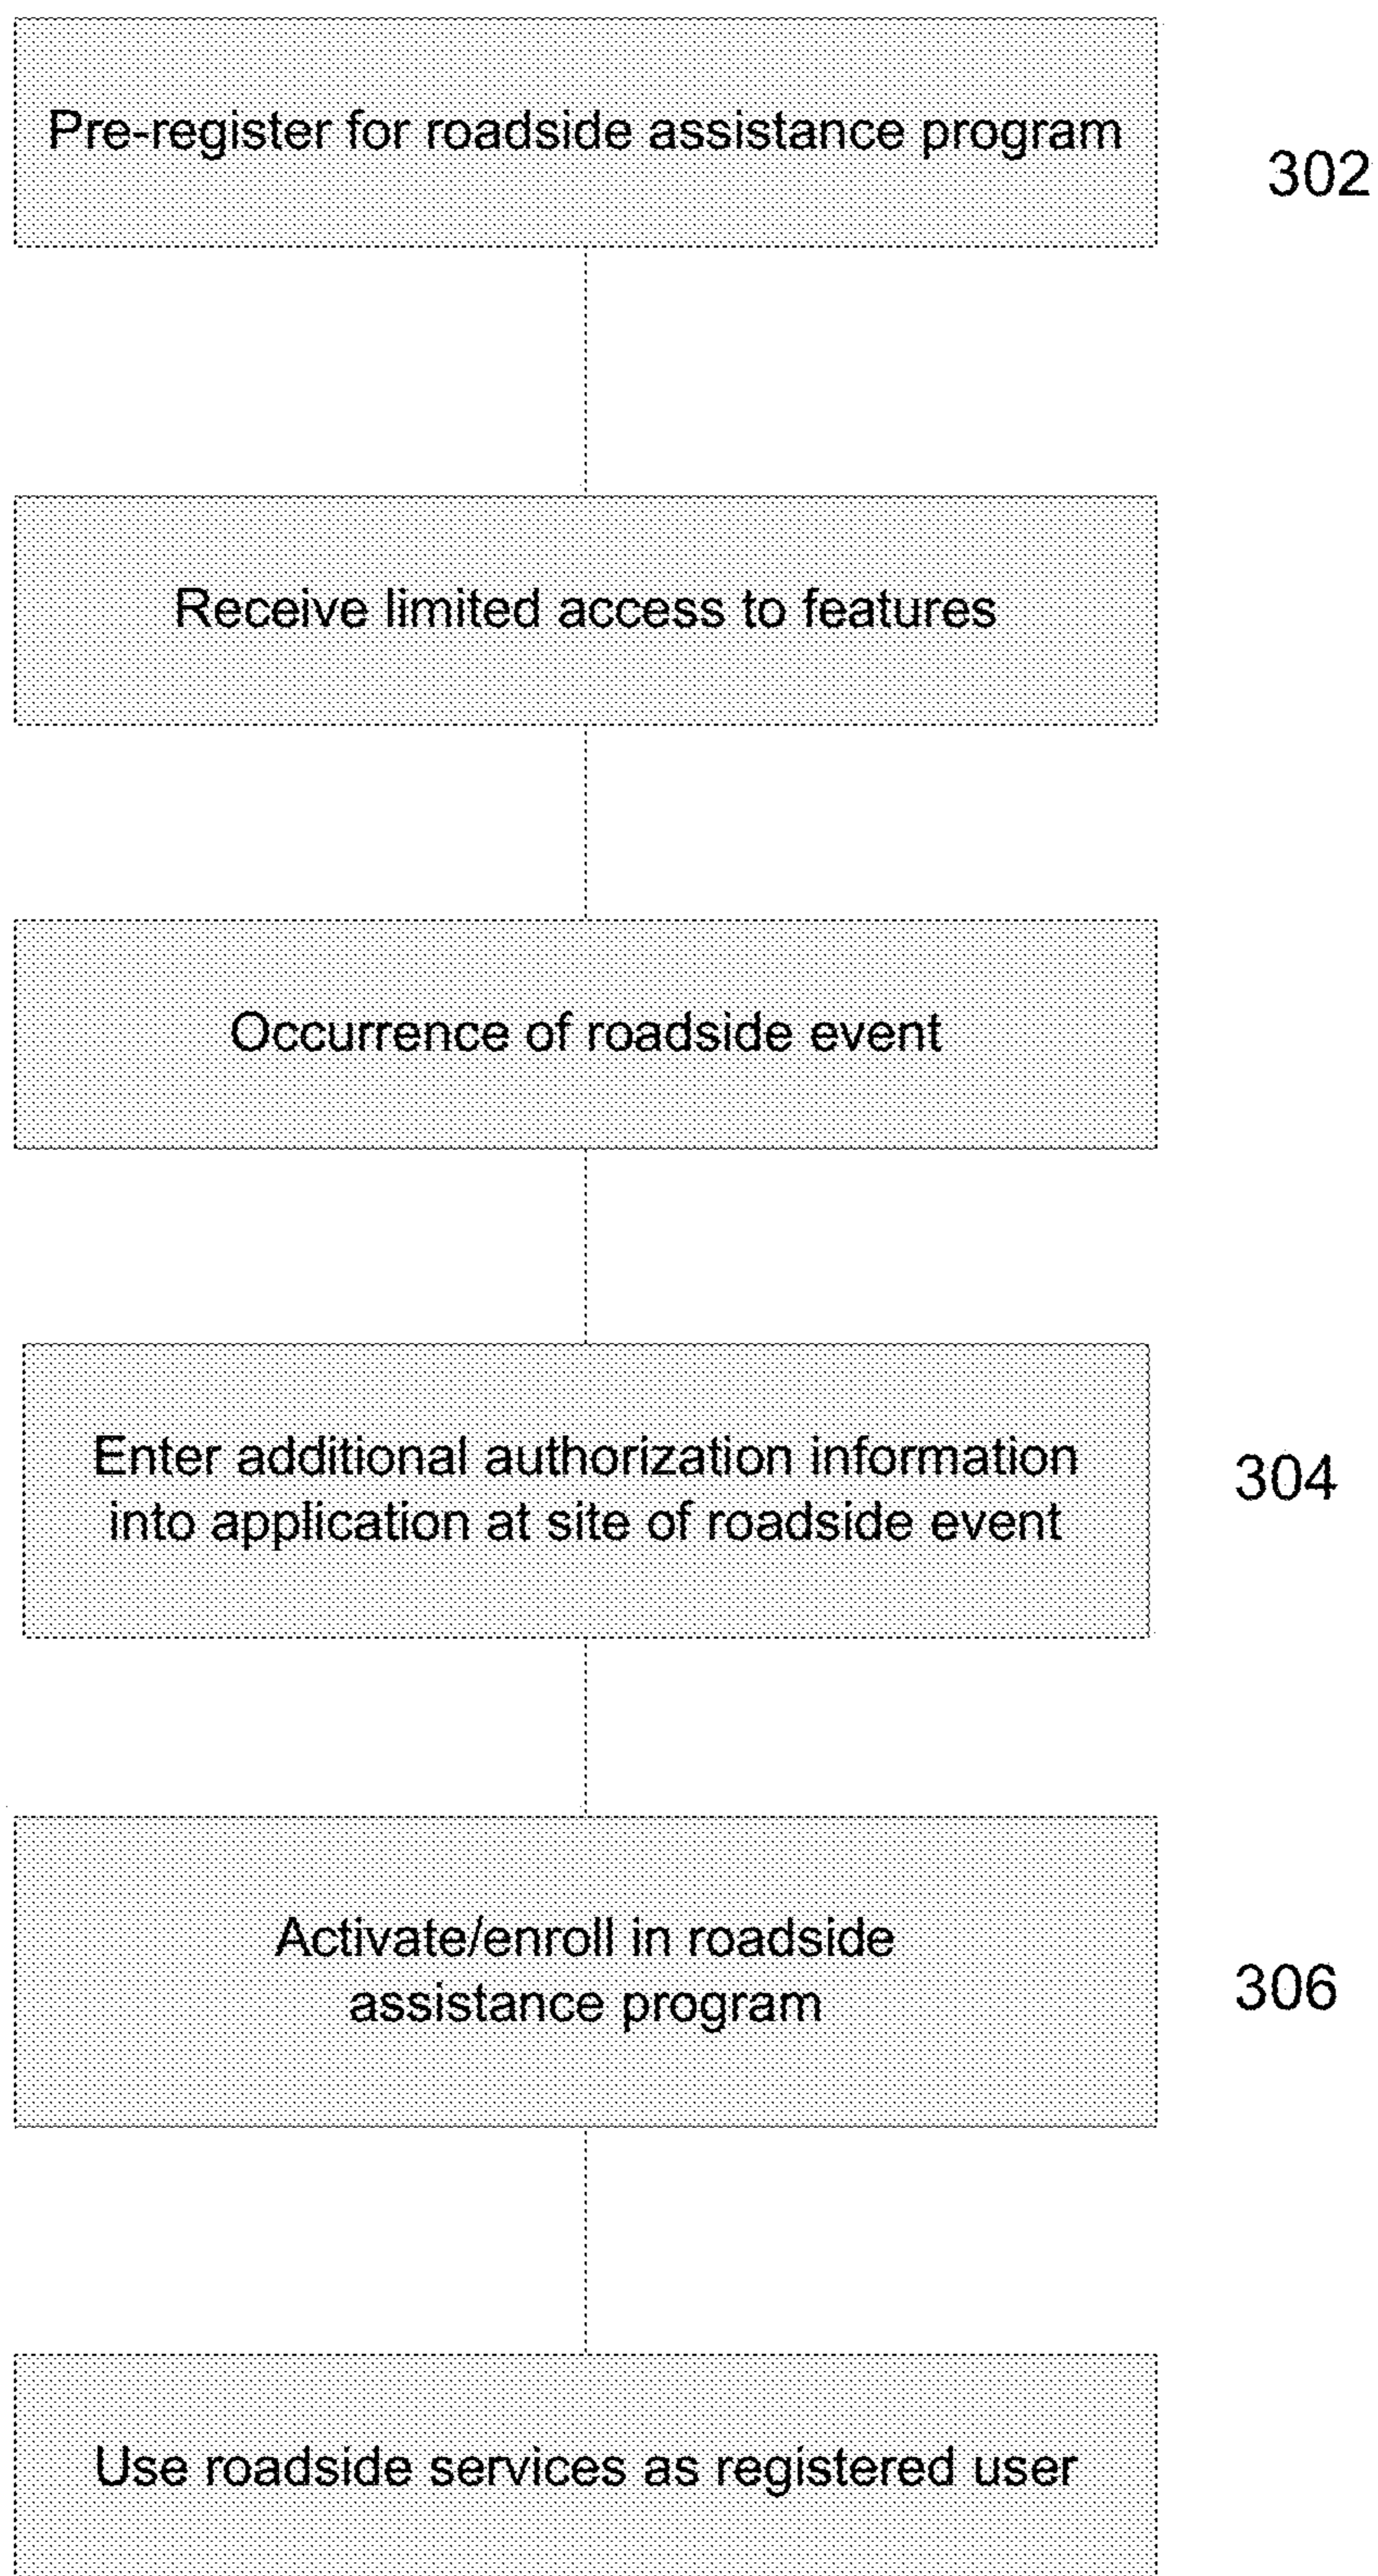 Pre-register for roadside assistance program
302
Receive limited access to features
Occurrence of roadside event
Enter additional authorization information
into application at site of roadside event
304
Activate/enroll in roadside
assistance program
306
Use roadside services as registered user